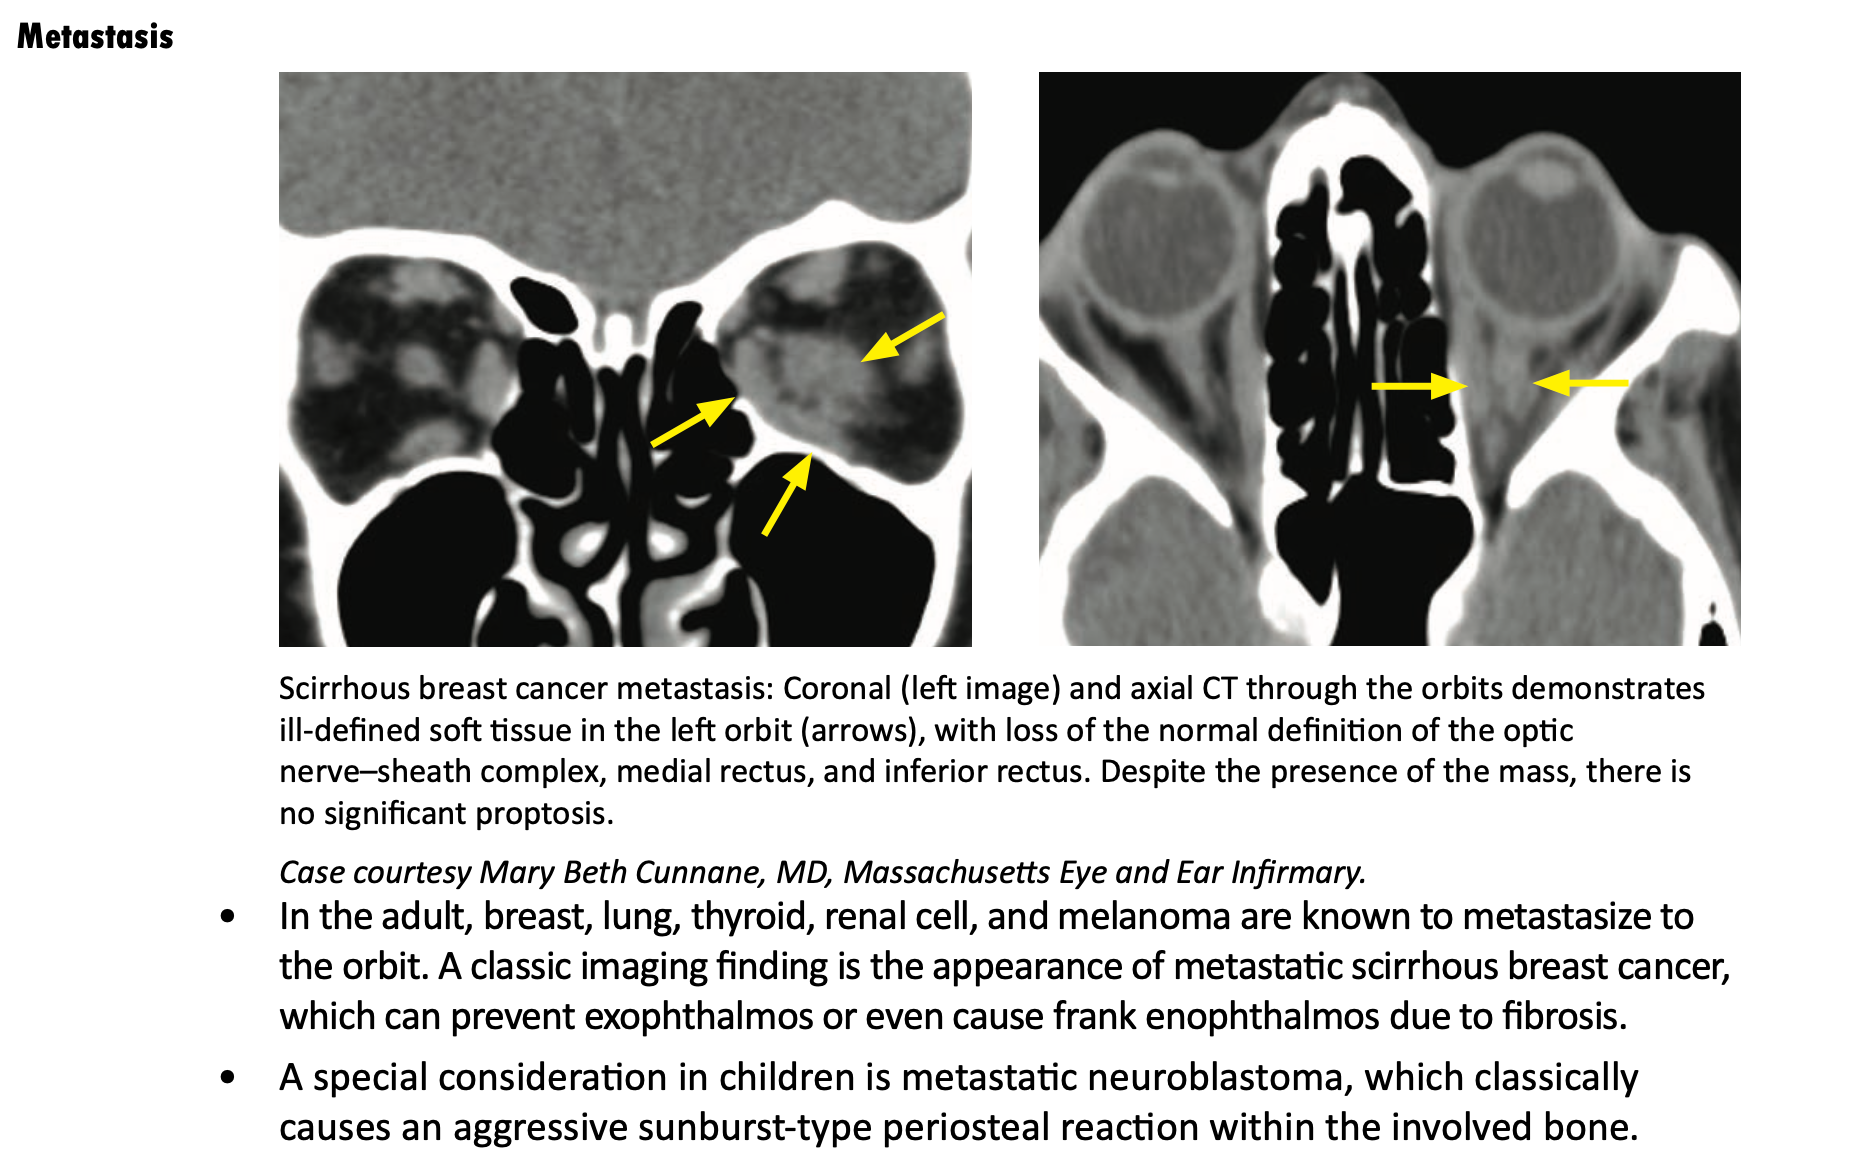 Metastasis
Scirrhous breast cancer metastasis: Coronal (left image) and axial CT through the orbits demonstrates
ill-defined soft tissue in the left orbit (arrows), with loss of the normal definition of the optic
nerve–sheath complex, medial rectus, and inferior rectus. Despite the presence of the mass, there is
no significant proptosis.
Case courtesy Mary Beth Cunnane, MD, Massachusetts Eye and Ear Infirmary.
• In the adult, breast, lung, thyroid, renal cell, and melanoma are known to metastasize to
the orbit. A classic imaging finding is the appearance of metastatic scirrhous breast cancer,
which can prevent exophthalmos or even cause frank enophthalmos due to fibrosis.
• A special consideration in children is metastatic neuroblastoma, which classically
causes an aggressive sunburst-type periosteal reaction within the involved bone.